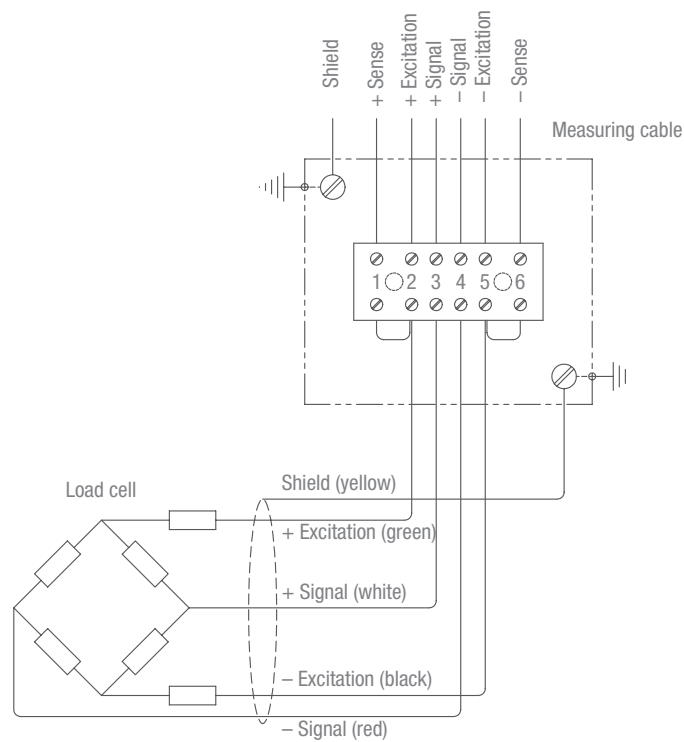 Shield
+ Sense
+ Excitation
+ Signal
– Signal
– Excitation
– Sense
Measuring cable
1 2 3 4 5 6
Load cell
Shield (yellow)
+ Excitation (green)
+ Signal (white)
– Excitation (black)
– Signal (red)